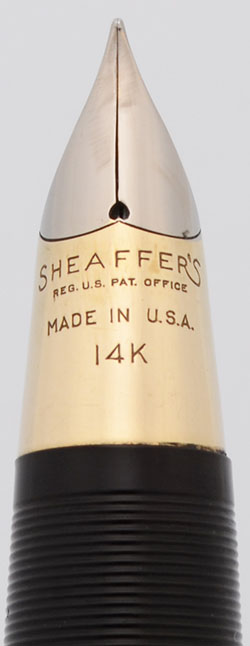 SHEAFFER'S
REG. U.S. PAT. OFFICE
MADE IN U.S.A.
14K